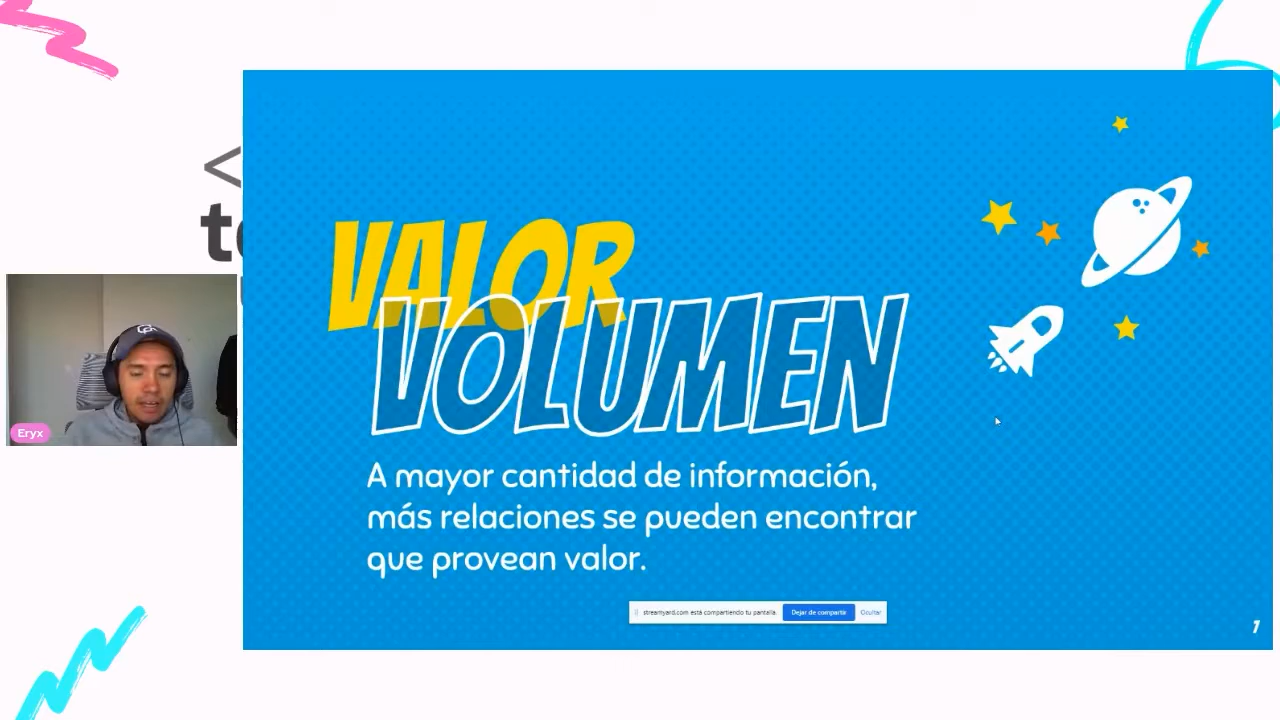 VALOR
VOLUMEN
A mayor cantidad de información,
más relaciones se pueden encontrar
que provean valor.
streamyard.com está compartiendo tu pantalla.
Dejar de compartir
Ocultar
1
Eryx